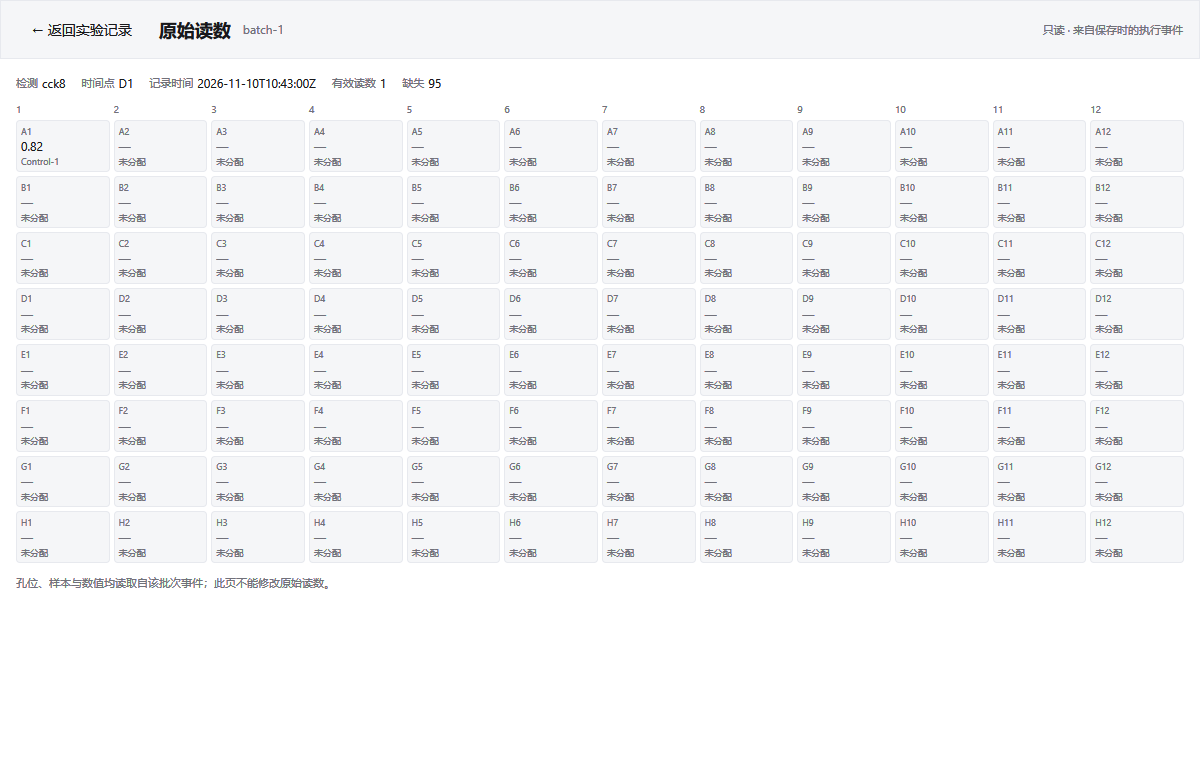 ← 返回实验记录 原始读数 batch-1 只读 · 来自保存时的执行事件
检测 cck8 时间点 D1 记录时间 2026-11-10T10:43:00Z 有效读数 1 缺失 95
1 2 3 4 5 6 7 8 9 10 11 12
A1 A2 A3 A4 A5 A6 A7 A8 A9 A10 A11 A12
0.82 — — — — — — — — — — —
Control-1 未分配 未分配 未分配 未分配 未分配 未分配 未分配 未分配 未分配 未分配 未分配
B1 B2 B3 B4 B5 B6 B7 B8 B9 B10 B11 B12
— — — — — — — — — — — —
未分配 未分配 未分配 未分配 未分配 未分配 未分配 未分配 未分配 未分配 未分配 未分配
C1 C2 C3 C4 C5 C6 C7 C8 C9 C10 C11 C12
— — — — — — — — — — — —
未分配 未分配 未分配 未分配 未分配 未分配 未分配 未分配 未分配 未分配 未分配 未分配
D1 D2 D3 D4 D5 D6 D7 D8 D9 D10 D11 D12
— — — — — — — — — — — —
未分配 未分配 未分配 未分配 未分配 未分配 未分配 未分配 未分配 未分配 未分配 未分配
E1 E2 E3 E4 E5 E6 E7 E8 E9 E10 E11 E12
— — — — — — — — — — — —
未分配 未分配 未分配 未分配 未分配 未分配 未分配 未分配 未分配 未分配 未分配 未分配
F1 F2 F3 F4 F5 F6 F7 F8 F9 F10 F11 F12
— — — — — — — — — — — —
未分配 未分配 未分配 未分配 未分配 未分配 未分配 未分配 未分配 未分配 未分配 未分配
G1 G2 G3 G4 G5 G6 G7 G8 G9 G10 G11 G12
— — — — — — — — — — — —
未分配 未分配 未分配 未分配 未分配 未分配 未分配 未分配 未分配 未分配 未分配 未分配
H1 H2 H3 H4 H5 H6 H7 H8 H9 H10 H11 H12
— — — — — — — — — — — —
未分配 未分配 未分配 未分配 未分配 未分配 未分配 未分配 未分配 未分配 未分配 未分配
孔位、样本与数值均读取自该批次事件；此页不能修改原始读数。